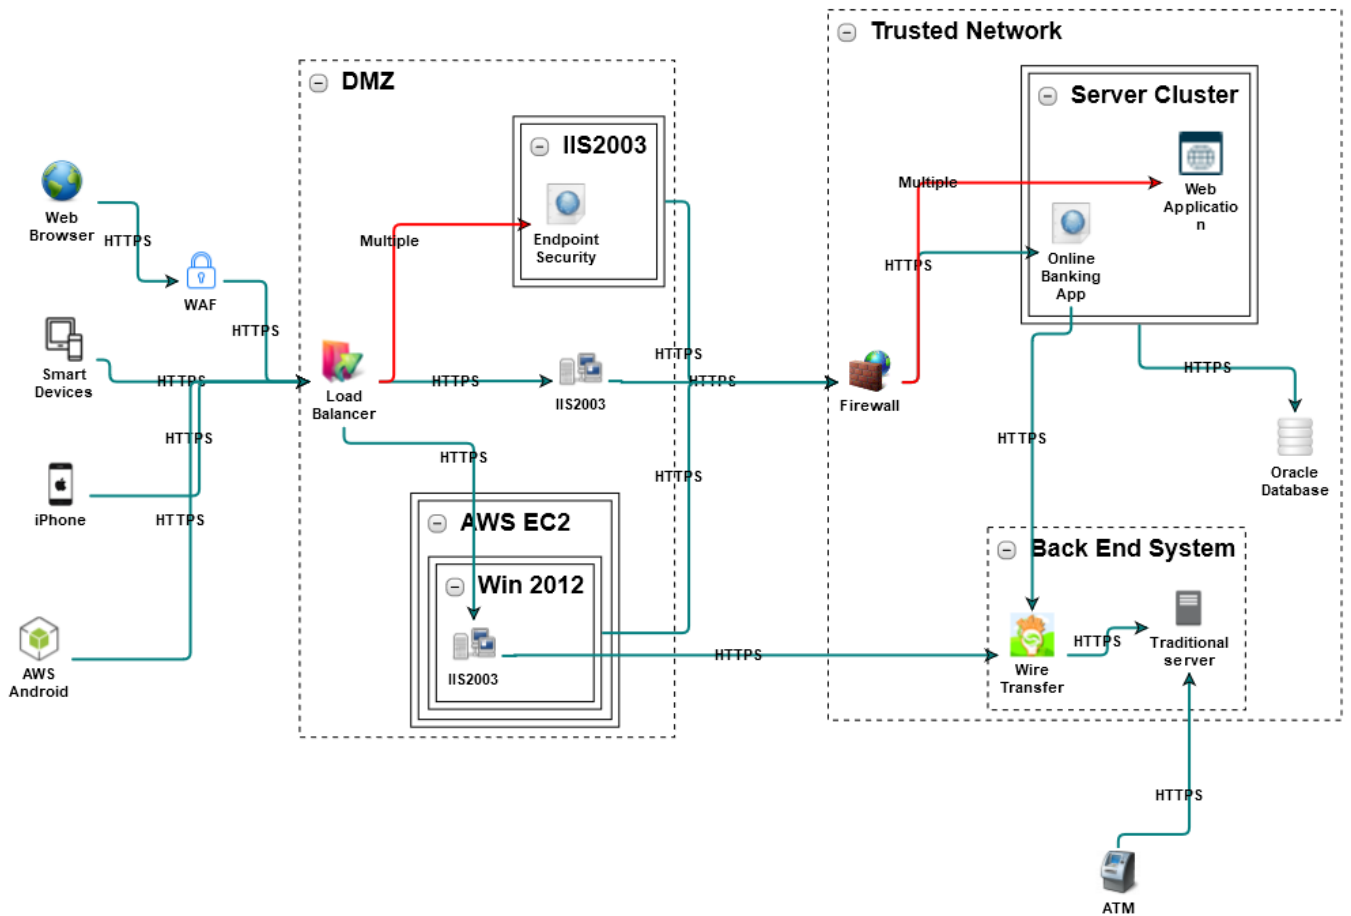 Trusted Network
DMZ
Server Cluster
IIS2003
Web
Browser
HTTPS
Multiple
Endpoint
Security
Multiple
Web
Applicatio
n
HTTPS
Online
Banking
App
WAF
HTTPS
HTTPS
HTTPS
Smart
Devices
HTTPS
Load
Balancer
HTTPS
IIS2003
HTTPS
Firewall
HTTPS
HTTPS
HTTPS
HTTPS
Oracle
Database
iPhone
HTTPS
AWS EC2
Back End System
Win 2012
AWS
Android
IIS2003
HTTPS
Wire
Transfer
HTTPS
Traditional
server
HTTPS
ATM